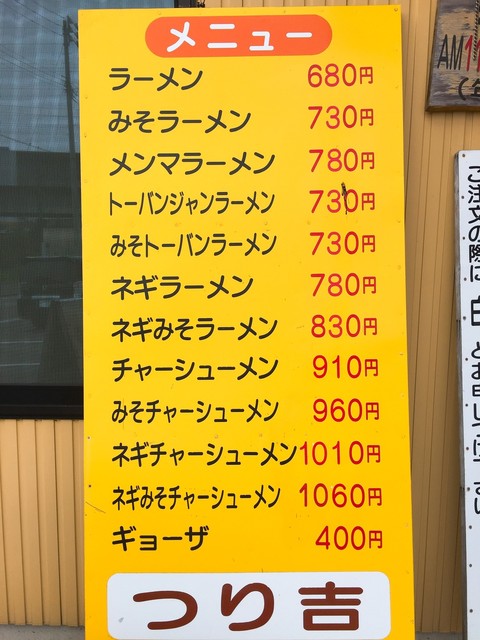 メニュー
ラーメン 680円
みそラーメン 730円
メンマラーメン 780円
トーバンジャンラーメン 730円
みそトーバンラーメン 730円
ネギラーメン 780円
ネギみそラーメン 830円
チャーシューメン 910円
みそチャーシューメン 960円
ネギチャーシューメン 1010円
ネギみそチャーシューメン 1060円
ギョーザ 400円
つり吉
AM11
ご注文の際に